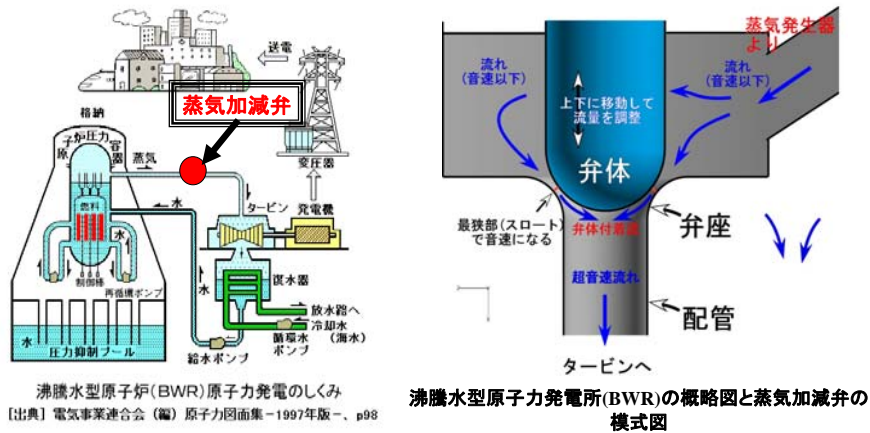 送電
蒸気加減弁
格納
原子炉圧力容器
蒸気
変圧器
燃料
水
タービン
発電機
水
水
制御棒
再循環ポンプ
復水器
水
放水路へ
冷却水
(海水)
循環水
ポンプ
給水ポンプ
水
圧力抑制プール
沸騰水型原子炉(BWR)原子力発電のしくみ
[出典] 電気事業連合会(編)原子力図面集-1997年版-、p98
蒸気発生器
より
流れ
(音速以下)
流れ
(音速以下)
上下に移動して
流量を調整
弁体
最狭部(スロート)
で音速になる
弁体付着流
弁座
超音速流れ
配管
タービンへ
沸騰水型原子力発電所(BWR)の概略図と蒸気加減弁の
模式図